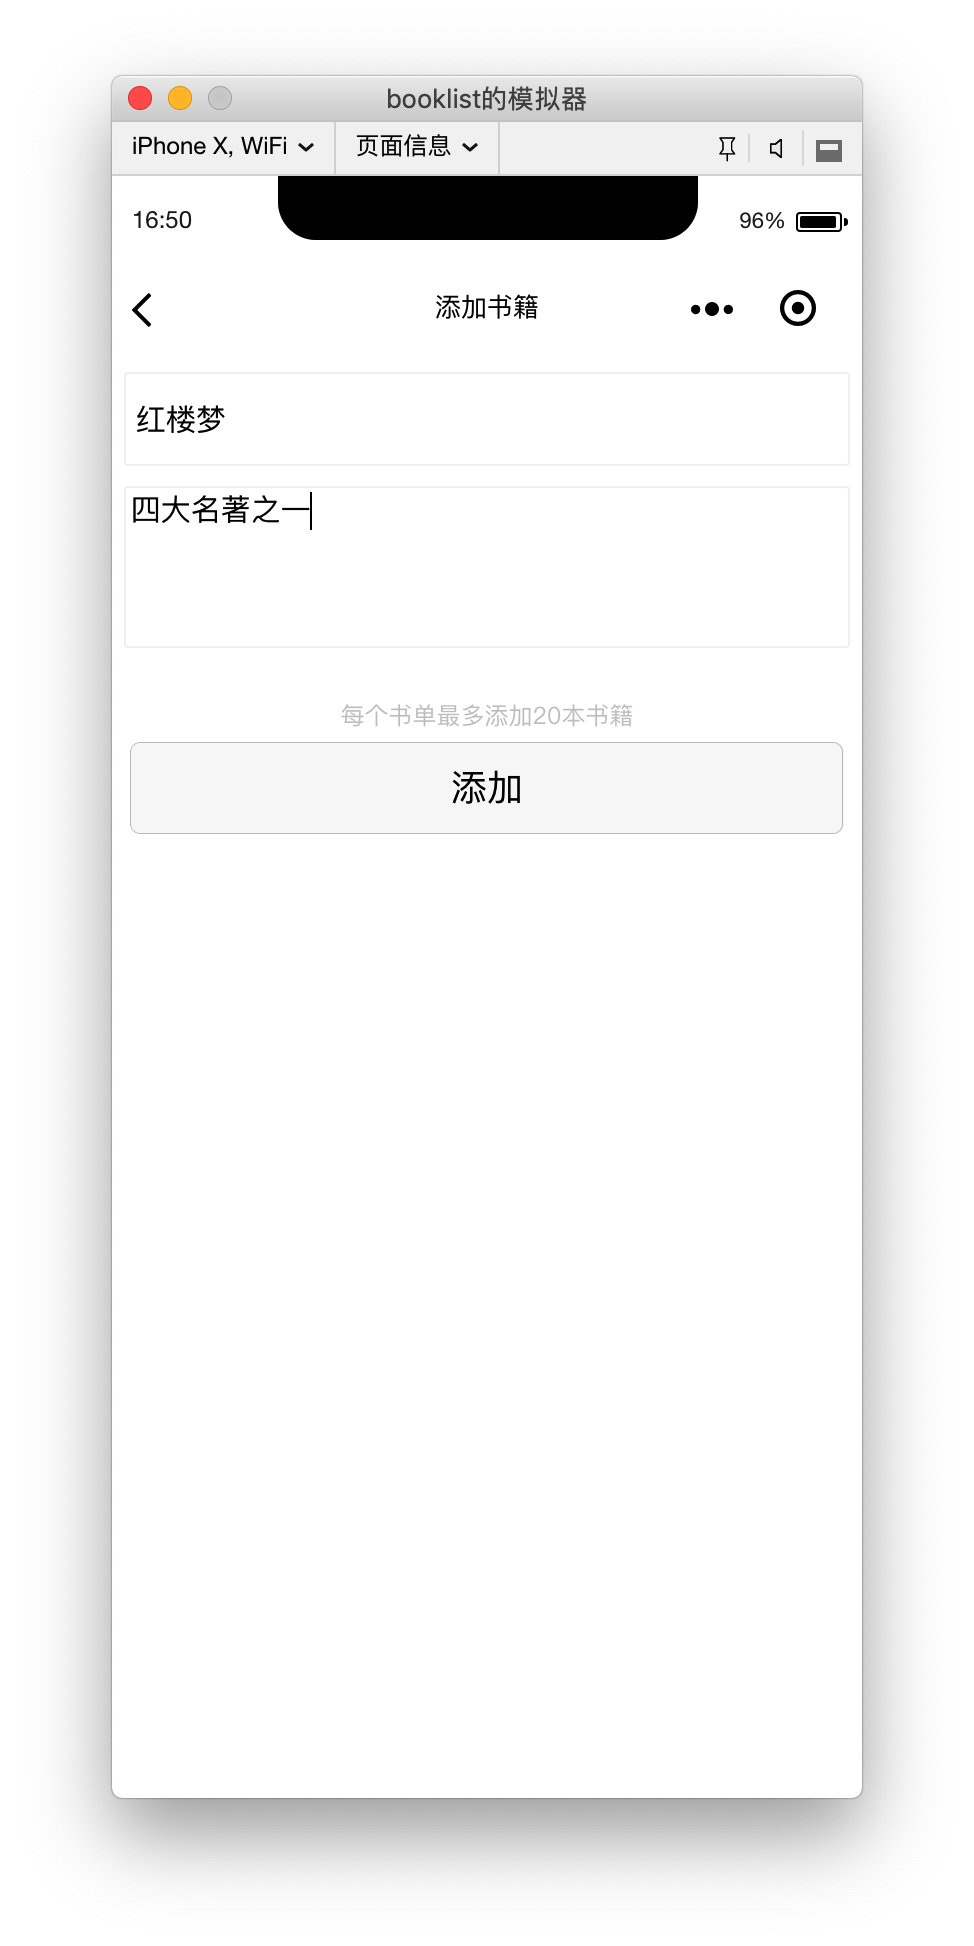 booklist的模拟器
iPhone X, WiFi 页面信息
16:50 96%
添加书籍
红楼梦
四大名著之一
每个书单最多添加20本书籍
添加